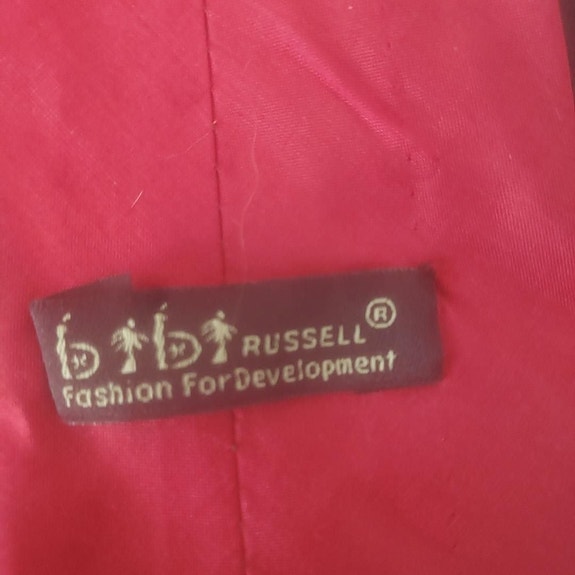 bibi RUSSELL®
Fashion For Development